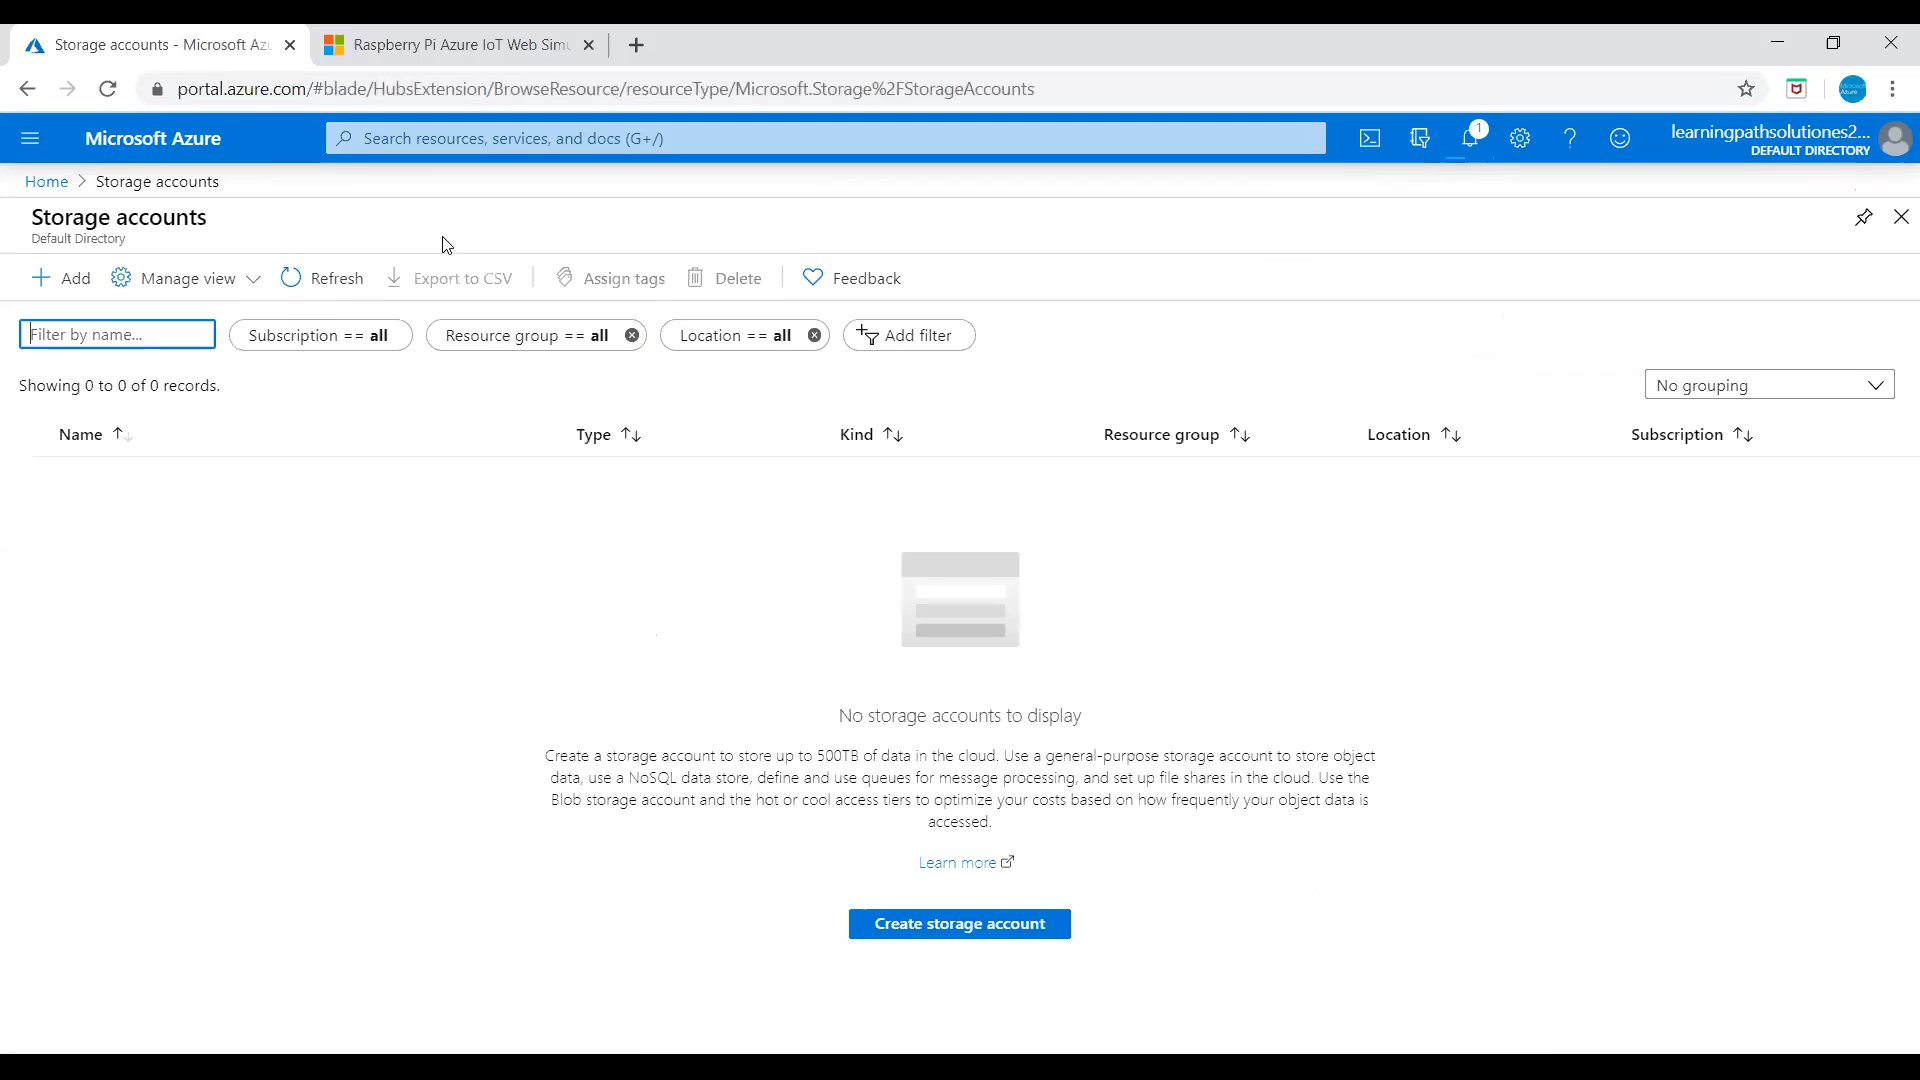 Storage accounts - Microsoft Az
Raspberry Pi Azure IoT Web Simu
portal.azure.com/#blade/HubsExtension/BrowseResource/resourceType/Microsoft.Storage%2FStorageAccounts
Microsoft Azure
Search resources, services, and docs (G+/)
1
learningpathsolutiones2...
DEFAULT DIRECTORY
Home > Storage accounts
Storage accounts
Default Directory
Add
Manage view
Refresh
Export to CSV
Assign tags
Delete
Feedback
Filter by name...
Subscription == all
Resource group == all
Location == all
Add filter
Showing 0 to 0 of 0 records.
No grouping
Name
Type
Kind
Resource group
Location
Subscription
No storage accounts to display
Create a storage account to store up to 500TB of data in the cloud. Use a general-purpose storage account to store object
data, use a NoSQL data store, define and use queues for message processing, and set up file shares in the cloud. Use the
Blob storage account and the hot or cool access tiers to optimize your costs based on how frequently your object data is
accessed.
Learn more
Create storage account